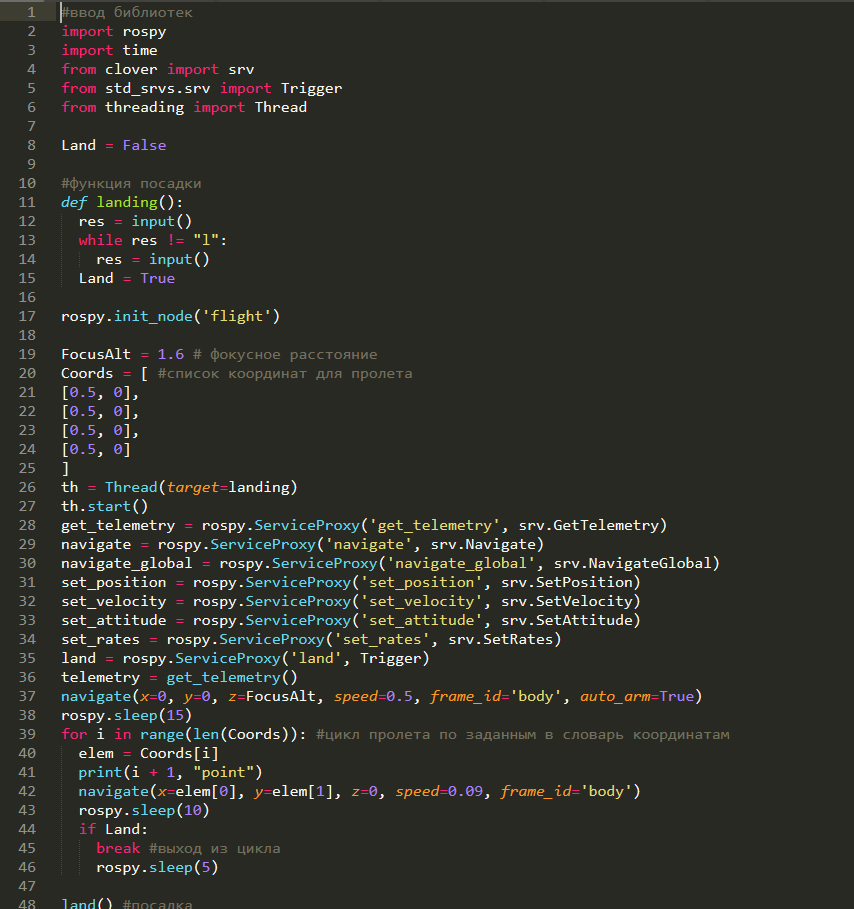 1 #ввод библиотек
2 import rospy
3 import time
4 from clover import srv
5 from std_srvs.srv import Trigger
6 from threading import Thread
7
8 Land = False
9
10 #функция посадки
11 def landing():
12   res = input()
13   while res != "l":
14     res = input()
15   Land = True
16
17 rospy.init_node('flight')
18
19 FocusAlt = 1.6 # фокусное расстояние
20 Coords = [ #список координат для пролета
21 [0.5, 0],
22 [0.5, 0],
23 [0.5, 0],
24 [0.5, 0]
25 ]
26 th = Thread(target=landing)
27 th.start()
28 get_telemetry = rospy.ServiceProxy('get_telemetry', srv.GetTelemetry)
29 navigate = rospy.ServiceProxy('navigate', srv.Navigate)
30 navigate_global = rospy.ServiceProxy('navigate_global', srv.NavigateGlobal)
31 set_position = rospy.ServiceProxy('set_position', srv.SetPosition)
32 set_velocity = rospy.ServiceProxy('set_velocity', srv.SetVelocity)
33 set_attitude = rospy.ServiceProxy('set_attitude', srv.SetAttitude)
34 set_rates = rospy.ServiceProxy('set_rates', srv.SetRates)
35 land = rospy.ServiceProxy('land', Trigger)
36 telemetry = get_telemetry()
37 navigate(x=0, y=0, z=FocusAlt, speed=0.5, frame_id='body', auto_arm=True)
38 rospy.sleep(15)
39 for i in range(len(Coords)): #цикл пролета по заданным в словарь координатам
40   elem = Coords[i]
41   print(i + 1, "point")
42   navigate(x=elem[0], y=elem[1], z=0, speed=0.09, frame_id='body')
43   rospy.sleep(10)
44   if Land:
45     break #выход из цикла
46     rospy.sleep(5)
47
48 land() #посадка